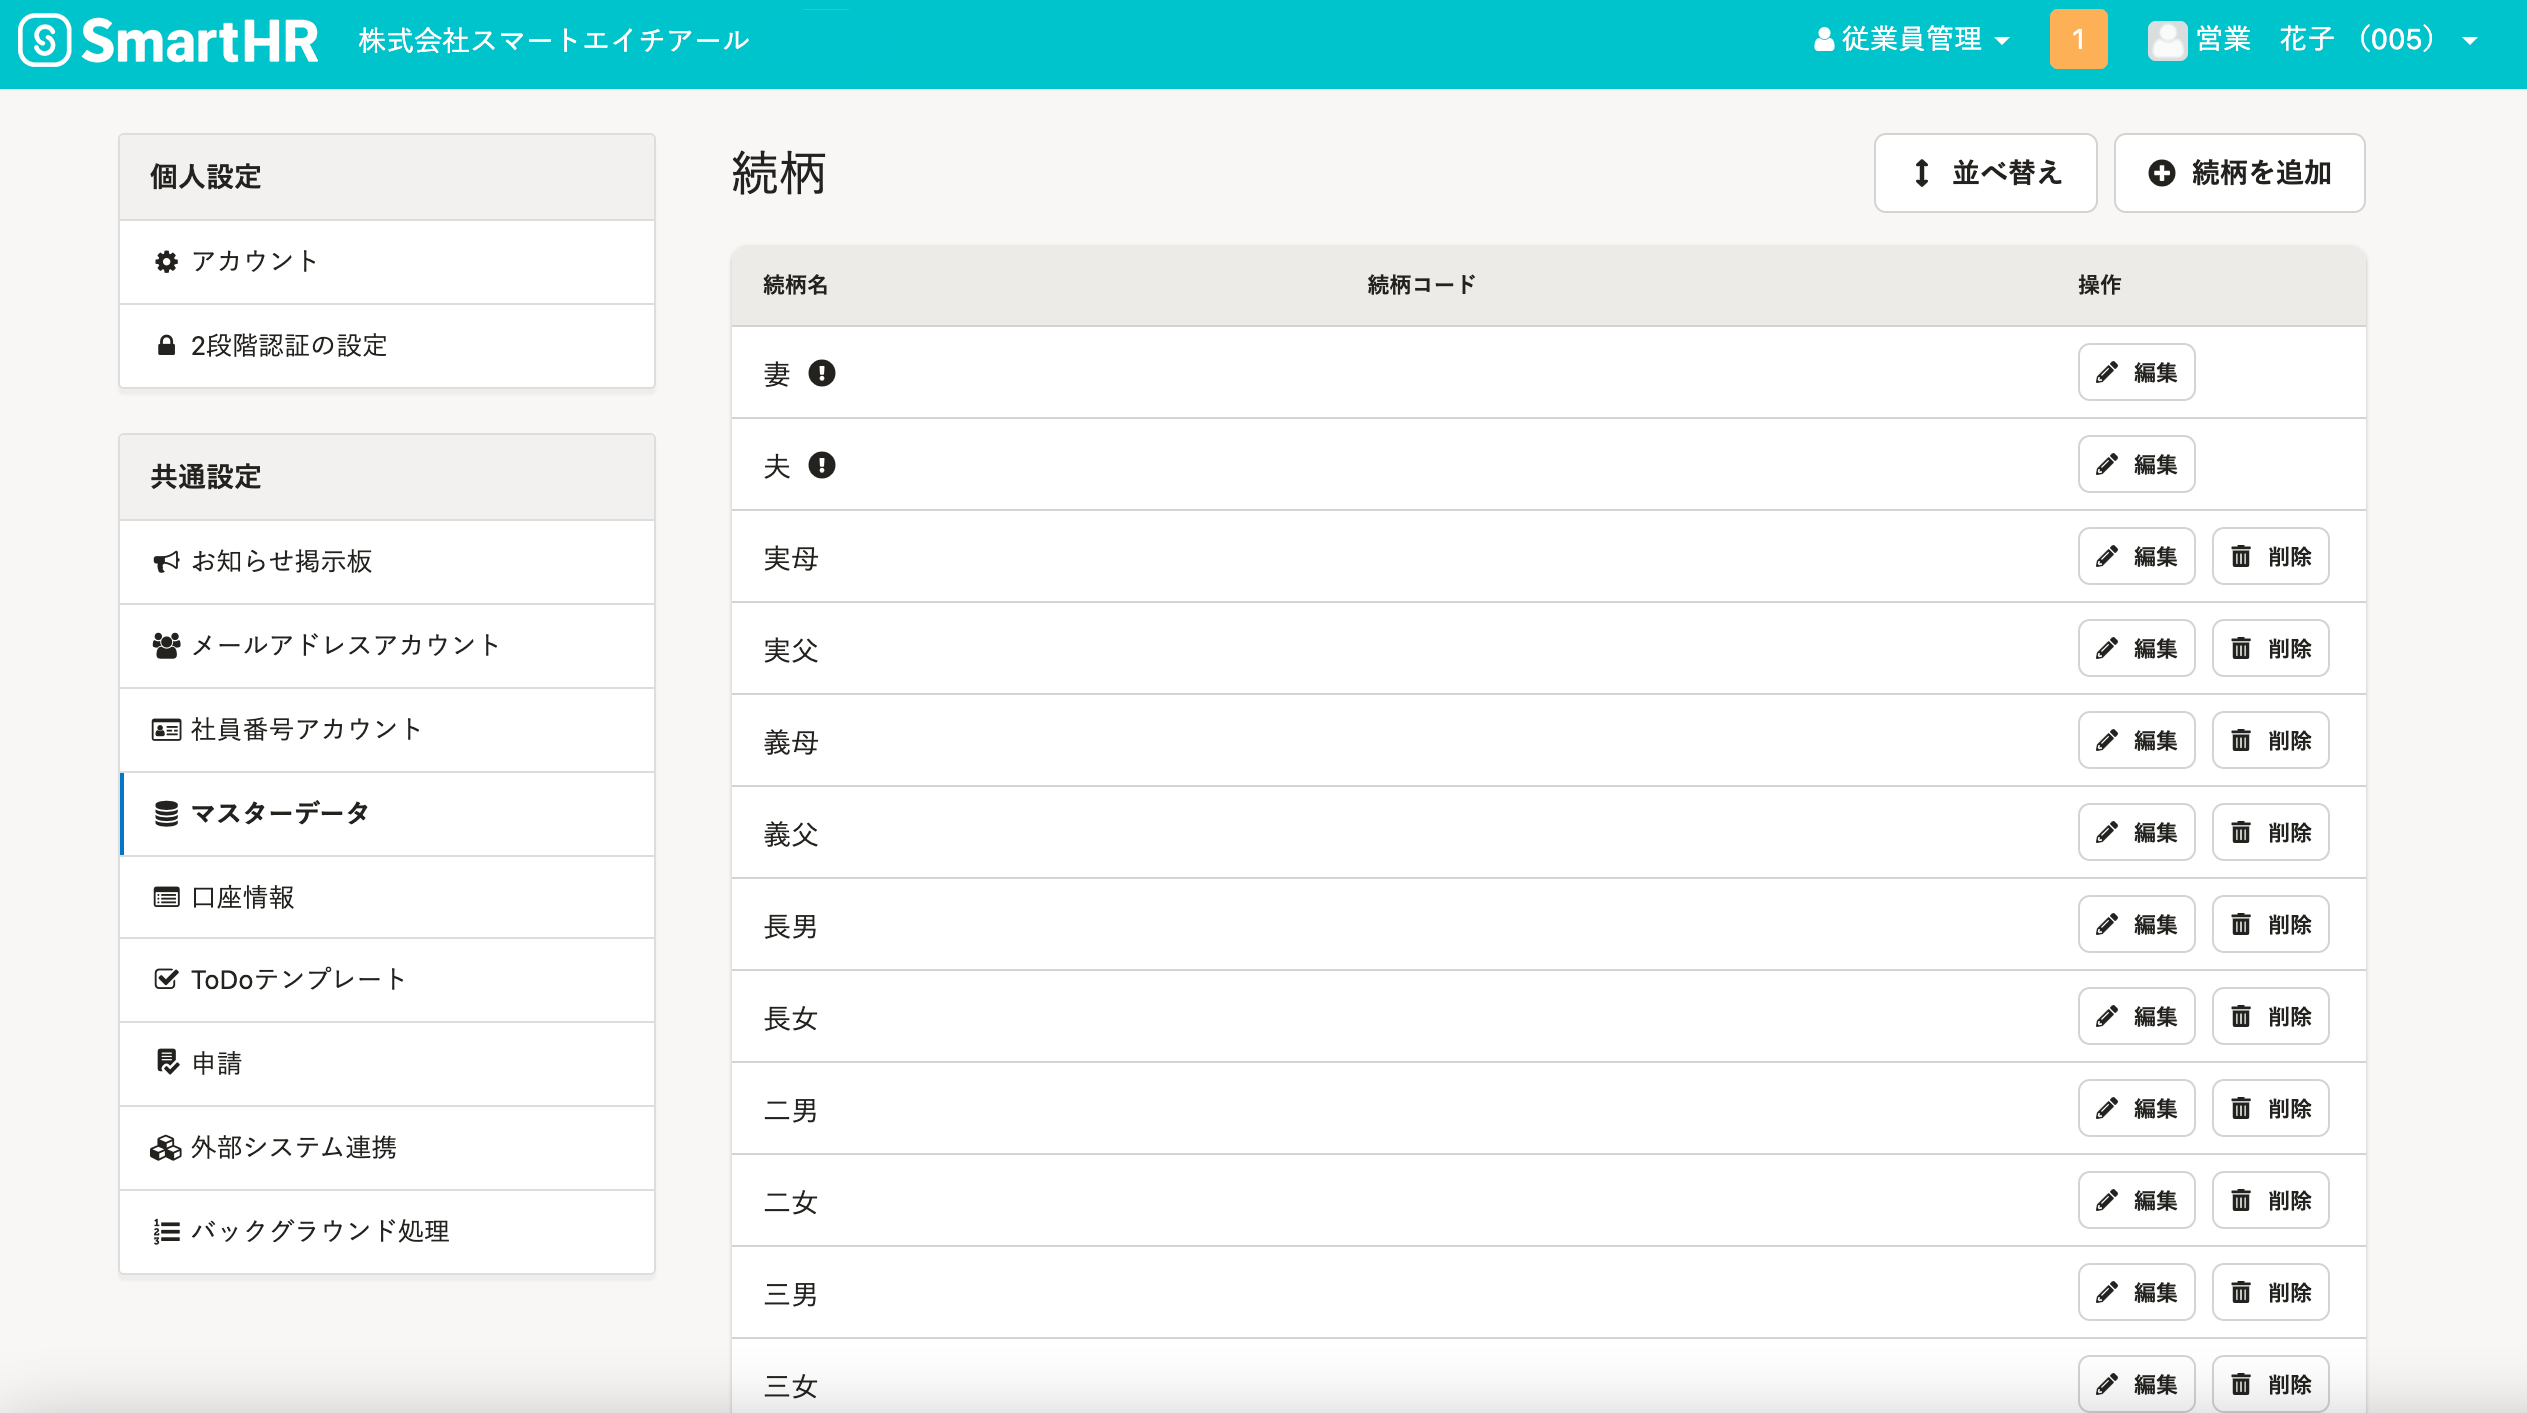 SmartHR 株式会社スマートエイチアール 従業員管理 1 営業 花子 （005）
個人設定
アカウント
2段階認証の設定
共通設定
お知らせ掲示板
メールアドレスアカウント
社員番号アカウント
マスターデータ
口座情報
ToDoテンプレート
申請
外部システム連携
バックグラウンド処理
続柄 並べ替え 続柄を追加
続柄名 続柄コード 操作
妻 編集
夫 編集
実母 編集 削除
実父 編集 削除
義母 編集 削除
義父 編集 削除
長男 編集 削除
長女 編集 削除
二男 編集 削除
二女 編集 削除
三男 編集 削除
三女 編集 削除